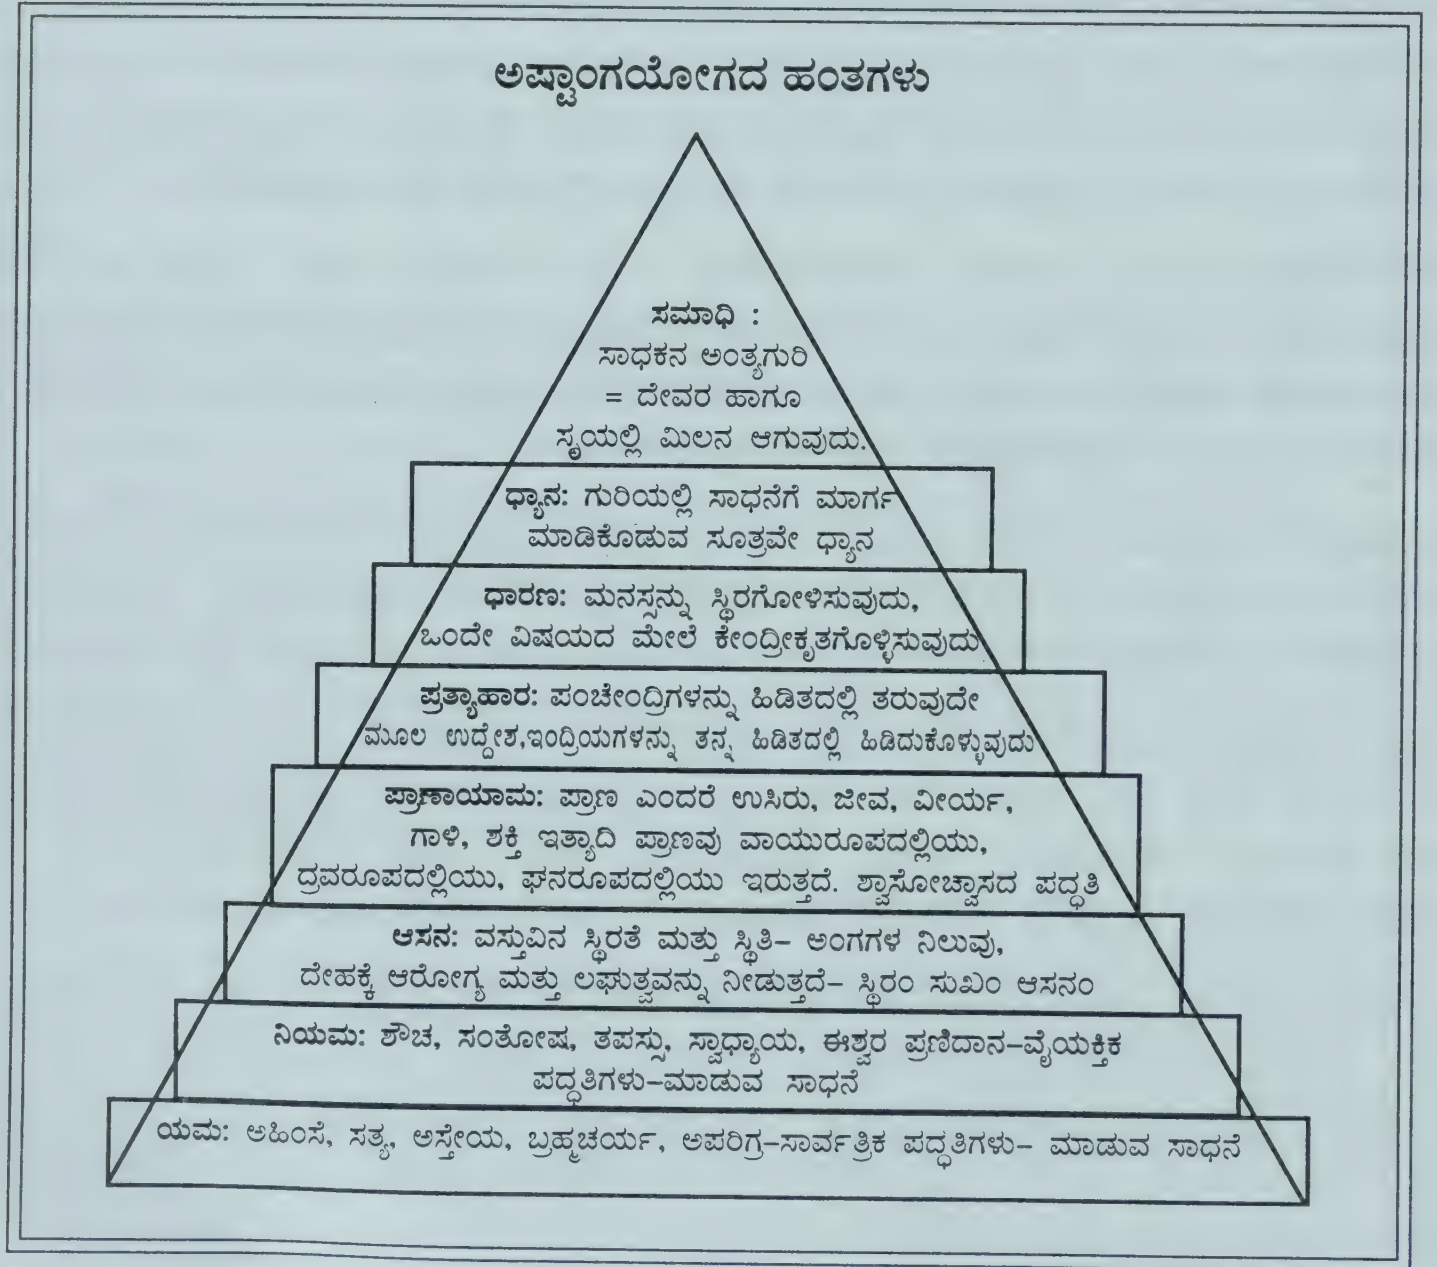 ಅಷ್ಟಾಂಗಯೋಗದ ಹಂತಗಳು
ಸಮಾಧಿ :
ಸಾಧಕನ ಅಂತ್ಯಗುರಿ
= ದೇವರ ಹಾಗೂ
ಸೃಯಲ್ಲಿ ಮಿಲನ ಆಗುವುದು.
ಧ್ಯಾನ: ಗುರಿಯಲ್ಲಿ ಸಾಧನೆಗೆ ಮಾರ್ಗ
ಮಾಡಿಕೊಡುವ ಸೂತ್ರವೇ ಧ್ಯಾನ
ಧಾರಣ: ಮನಸ್ಸನ್ನು ಸ್ಥಿರಗೋಳಿಸುವುದು,
ಒಂದೇ ವಿಷಯದ ಮೇಲೆ ಕೇಂದ್ರೀಕೃತಗೊಳ್ಳಿಸುವುದು
ಪ್ರತ್ಯಾಹಾರ: ಪಂಚೇಂದ್ರಿಗಳನ್ನು ಹಿಡಿತದಲ್ಲಿ ತರುವುದೇ
ಮೂಲ ಉದ್ದೇಶ,ಇಂದ್ರಿಯಗಳನ್ನು ತನ್ನ ಹಿಡಿತದಲ್ಲಿ ಹಿಡಿದುಕೊಳ್ಳುವುದು
ಪ್ರಾಣಾಯಾಮ: ಪ್ರಾಣ ಎಂದರೆ ಉಸಿರು, ಜೀವ, ವೀರ್ಯ,
ಗಾಳಿ, ಶಕ್ತಿ ಇತ್ಯಾದಿ ಪ್ರಾಣವು ವಾಯುರೂಪದಲ್ಲಿಯು,
ದ್ರವರೂಪದಲ್ಲಿಯು, ಘನರೂಪದಲ್ಲಿಯು ಇರುತ್ತದೆ. ಶ್ವಾಸೋಚ್ವಾಸದ ಪದ್ಧತಿ
ಆಸನ: ವಸ್ತುವಿನ ಸ್ಥಿರತೆ ಮತ್ತು ಸ್ಥಿತಿ– ಅಂಗಗಳ ನಿಲುವು,
ದೇಹಕ್ಕೆ ಆರೋಗ್ಯ ಮತ್ತು ಲಘುತ್ವವನ್ನು ನೀಡುತ್ತದೆ– ಸ್ಥಿರಂ ಸುಖಂ ಆಸನಂ
ನಿಯಮ: ಶೌಚ, ಸಂತೋಷ, ತಪಸ್ಸು, ಸ್ವಾಧ್ಯಾಯ, ಈಶ್ವರ ಪ್ರಣಿದಾನ–ವೈಯಕ್ತಿಕ
ಪದ್ಧತಿಗಳು–ಮಾಡುವ ಸಾಧನೆ
ಯಮ: ಅಹಿಂಸೆ, ಸತ್ಯ, ಅಸ್ತೇಯ, ಬ್ರಹ್ಮಚರ್ಯ, ಅಪರಿಗ್ರ–ಸಾರ್ವತ್ರಿಕ ಪದ್ಧತಿಗಳು– ಮಾಡುವ ಸಾಧನೆ